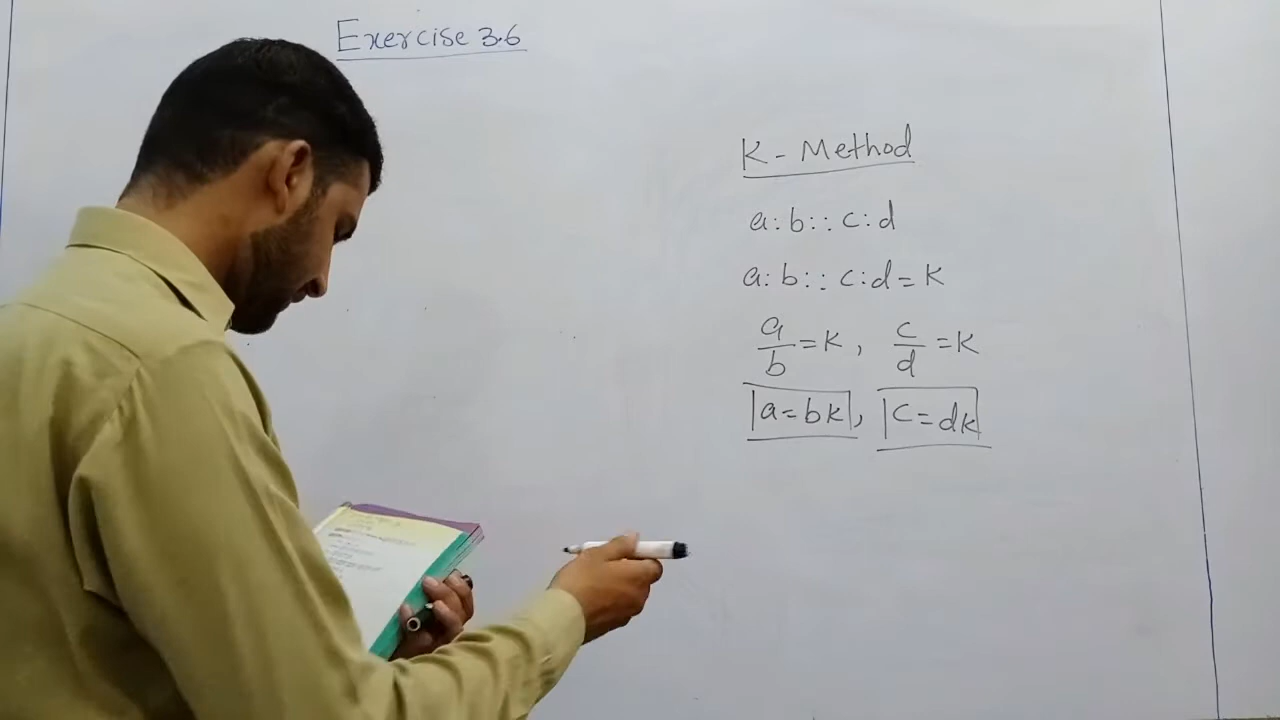 Exercise 3.6
K - Method
a:b::c:d
a:b::c:d=K
a/b=K, c/d=K
a=bK, c=dK